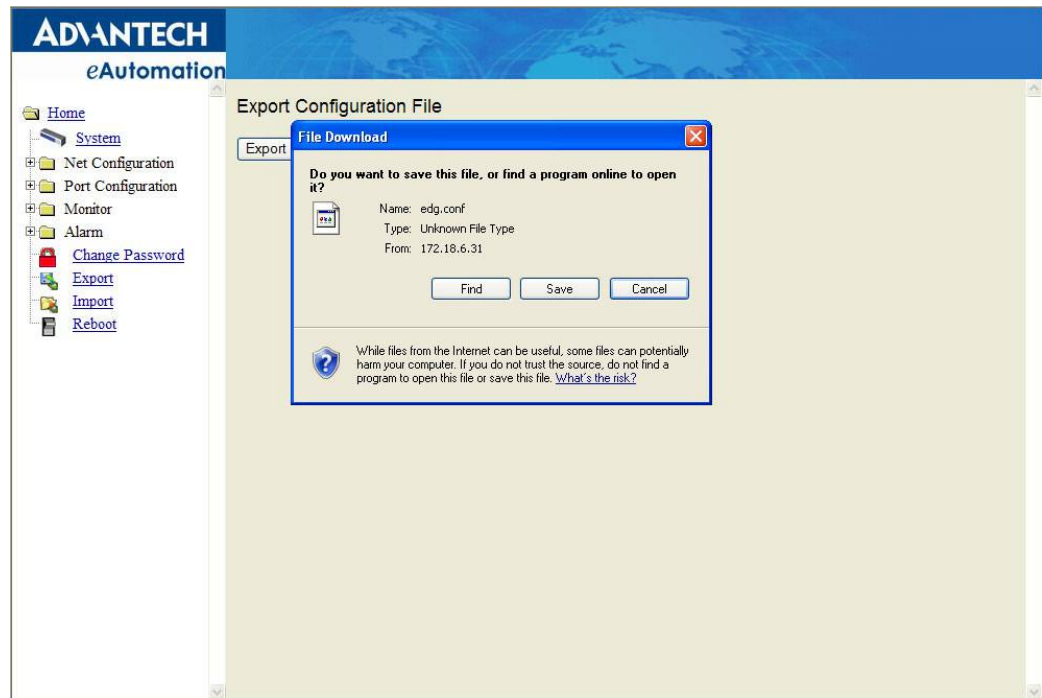 ADVANTECH
eAutomation
Home
System
Net Configuration
Port Configuration
Monitor
Alarm
Change Password
Export
Import
Reboot
Export Configuration File
Export
File Download
Do you want to save this file, or find a program online to open
it?
Name: edg.conf
Type: Unknown File Type
From: 172.18.6.31
Find Save Cancel
While files from the Internet can be useful, some files can potentially
harm your computer. If you do not trust the source, do not find a
program to open this file or save this file. What's the risk?